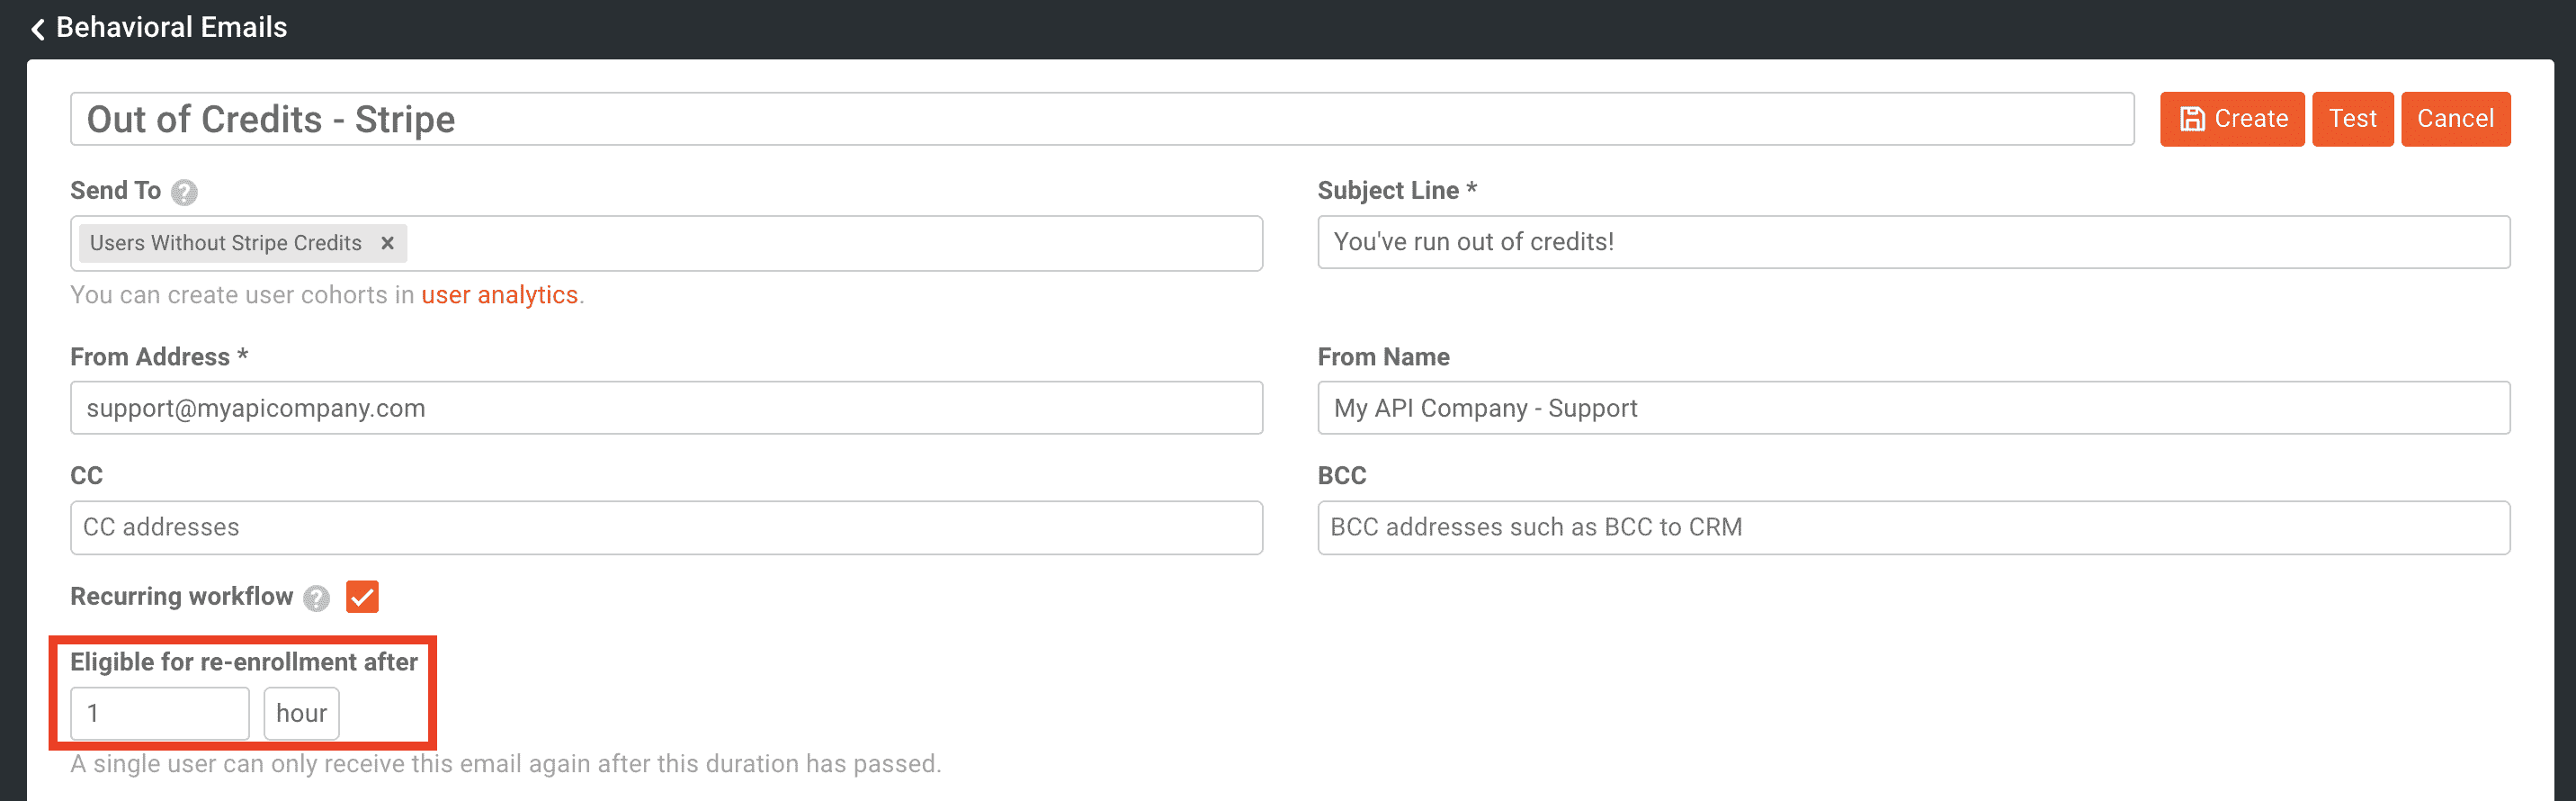 Behavioral Emails
Out of Credits - Stripe
Create
Test
Cancel
Send To ?
Users Without Stripe Credits ×
You can create user cohorts in user analytics.
Subject Line *
You've run out of credits!
From Address *
support@myapicompany.com
From Name
My API Company - Support
CC
CC addresses
BCC
BCC addresses such as BCC to CRM
Recurring workflow ?
Eligible for re-enrollment after
1 hour
A single user can only receive this email again after this duration has passed.